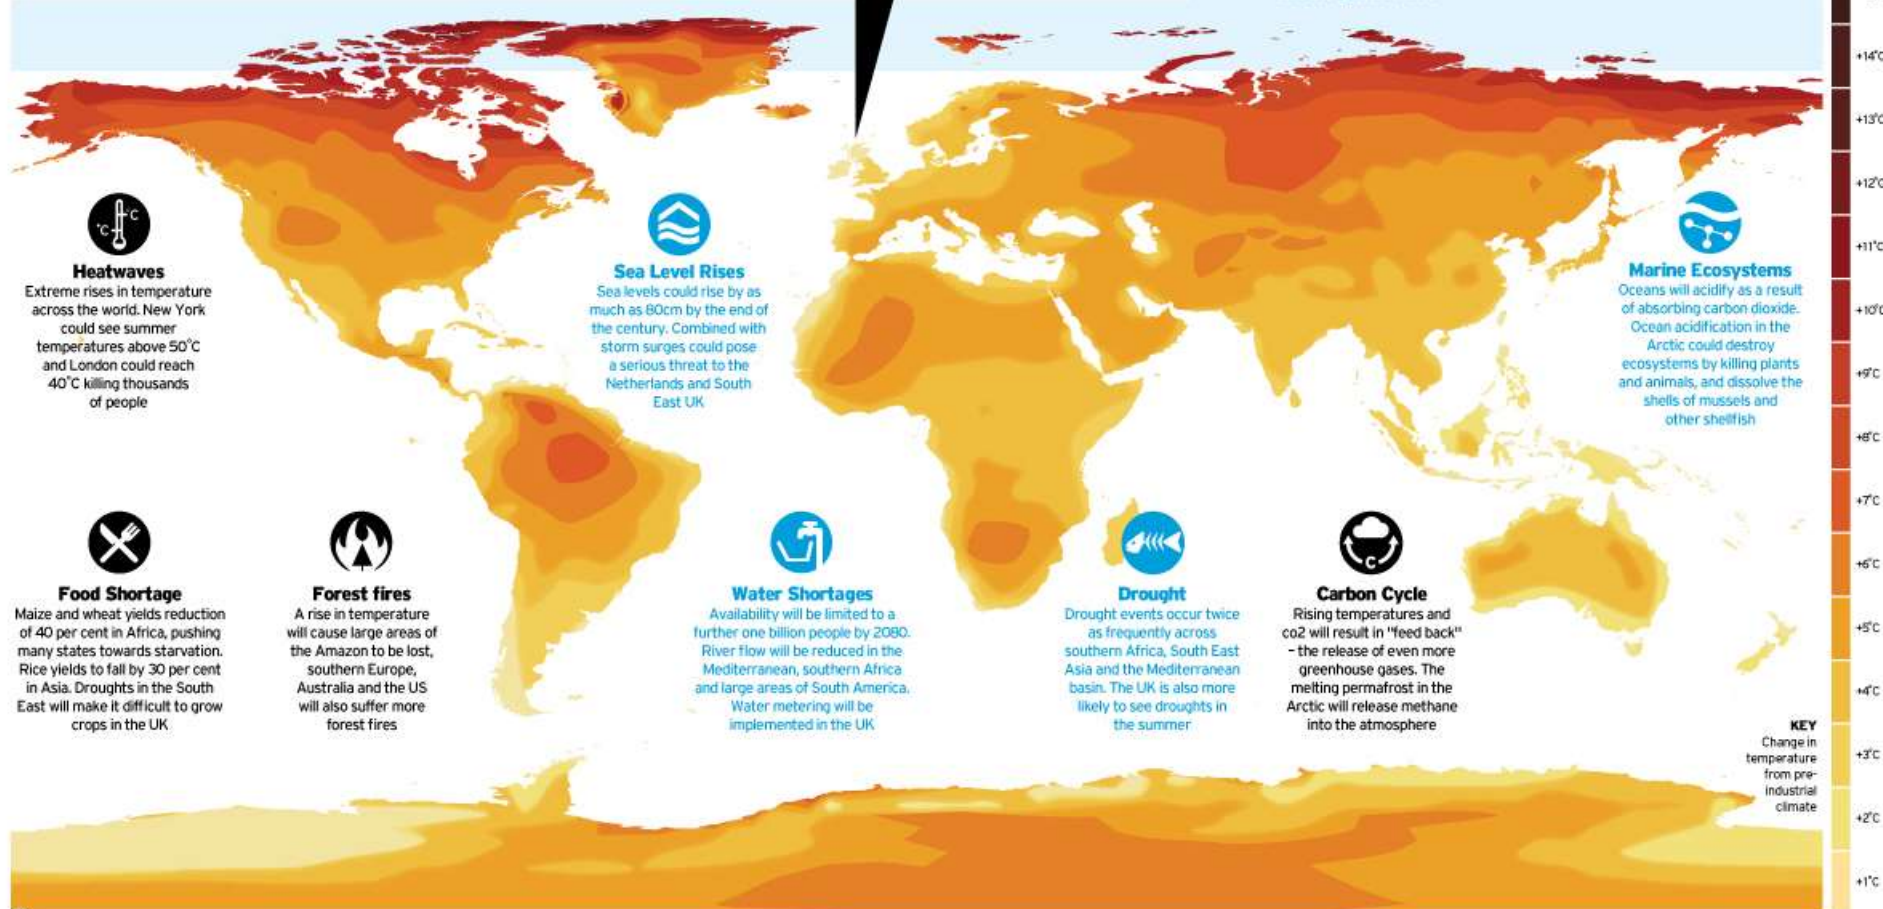 °C
°C
Heatwaves
Extreme rises in temperature
across the world. New York
could see summer
temperatures above 50°C
and London could reach
40°C killing thousands
of people
Sea Level Rises
Sea levels could rise by as
much as 80cm by the end of
the century. Combined with
storm surges could pose
a serious threat to the
Netherlands and South
East UK
Marine Ecosystems
Oceans will acidify as a result
of absorbing carbon dioxide.
Ocean acidification in the
Arctic could destroy
ecosystems by killing plants
and animals, and dissolve the
shells of mussels and
other shellfish
Food Shortage
Maize and wheat yields reduction
of 40 per cent in Africa, pushing
many states towards starvation.
Rice yields to fall by 30 per cent
in Asia. Droughts in the South
East will make it difficult to grow
crops in the UK
Forest fires
A rise in temperature
will cause large areas of
the Amazon to be lost,
southern Europe,
Australia and the US
will also suffer more
forest fires
Water Shortages
Availability will be limited to a
further one billion people by 2080.
River flow will be reduced in the
Mediterranean, southern Africa
and large areas of South America.
Water metering will be
implemented in the UK
Drought
Drought events occur twice
as frequently across
southern Africa, South East
Asia and the Mediterranean
basin. The UK is also more
likely to see droughts in
the summer
C
Carbon Cycle
Rising temperatures and
co2 will result in "feed back"
- the release of even more
greenhouse gases. The
melting permafrost in the
Arctic will release methane
into the atmosphere
KEY
Change in
temperature
from pre-
industrial
climate
+14°C
+13°C
+12°C
+11°C
+10°C
+9°C
+8°C
+7°C
+6°C
+5°C
+4°C
+3°C
+2°C
+1°C